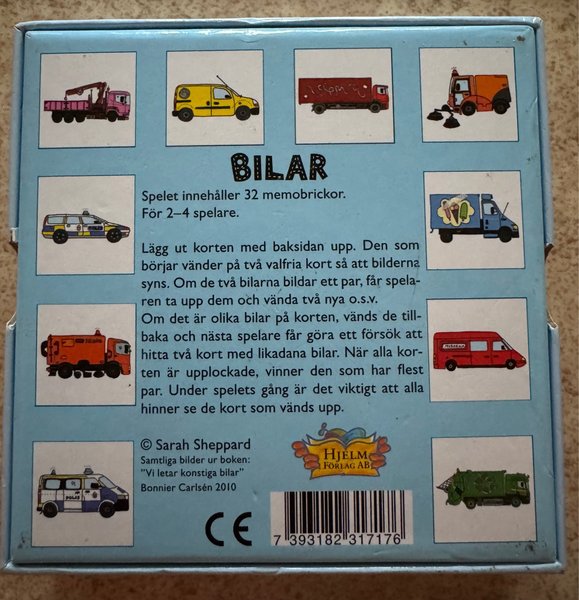 BILAR
Spelet innehåller 32 memobrickor.
För 2–4 spelare.
Lägg ut korten med baksidan upp. Den som
börjar vänder på två valfria kort så att bilderna
syns. Om de två bilarna bildar ett par, får spela-
ren ta upp dem och vända två nya o.s.v.
Om det är olika bilar på korten, vänds de till-
baka och nästa spelare får göra ett försök att
hitta två kort med likadana bilar. När alla kor-
ten är upplockade, vinner den som har flest
par. Under spelets gång är det viktigt att alla
hinner se de kort som vänds upp.
© Sarah Sheppard
Samtliga bilder ur boken:
"Vi letar konstiga bilar"
Bonnier Carlsén 2010
HJELM
FÖRLAG AB
POLIS
CE
7 393182 317176